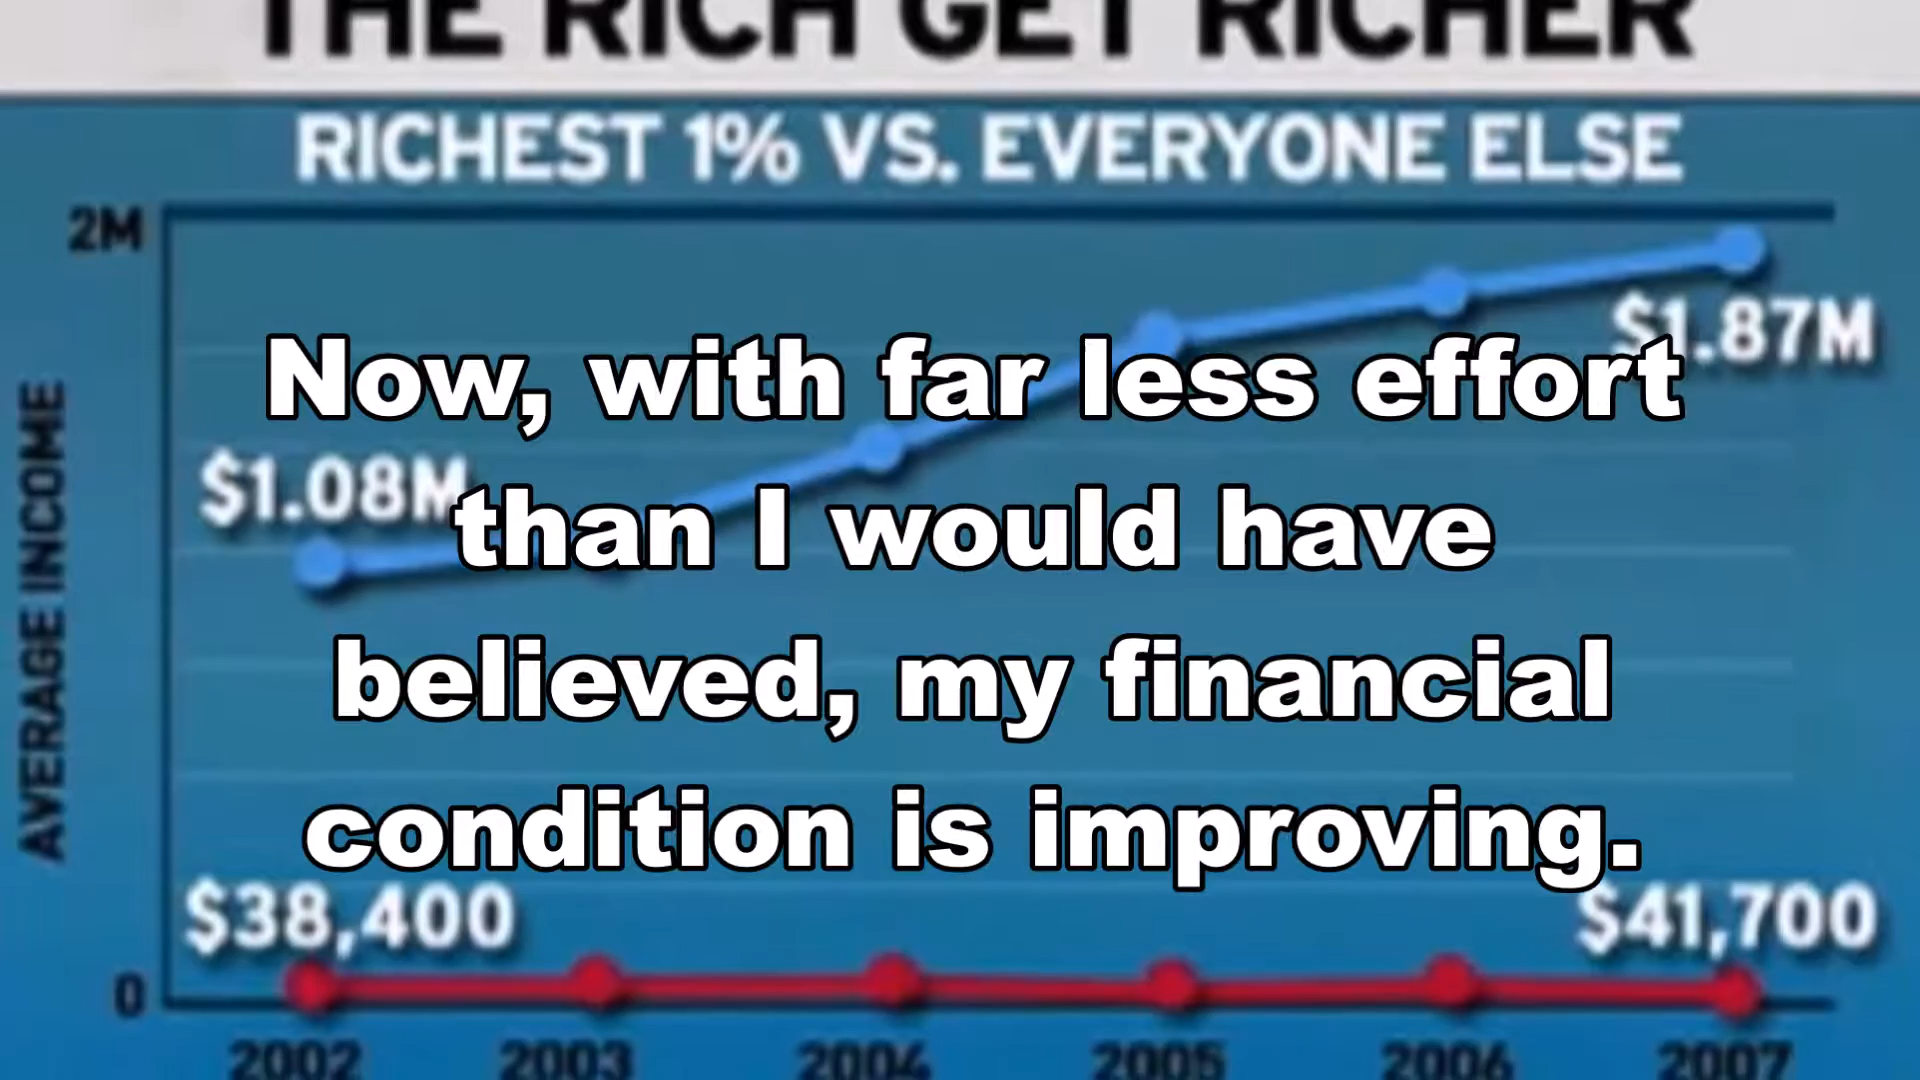 THE RICH GET RICHER
RICHEST 1% VS. EVERYONE ELSE
2M
$1.87M
Now, with far less effort
$1.08M
than I would have
believed, my financial
condition is improving.
AVERAGE INCOME
$38,400
$41,700
0
2002 2003 2004 2005 2006 2007